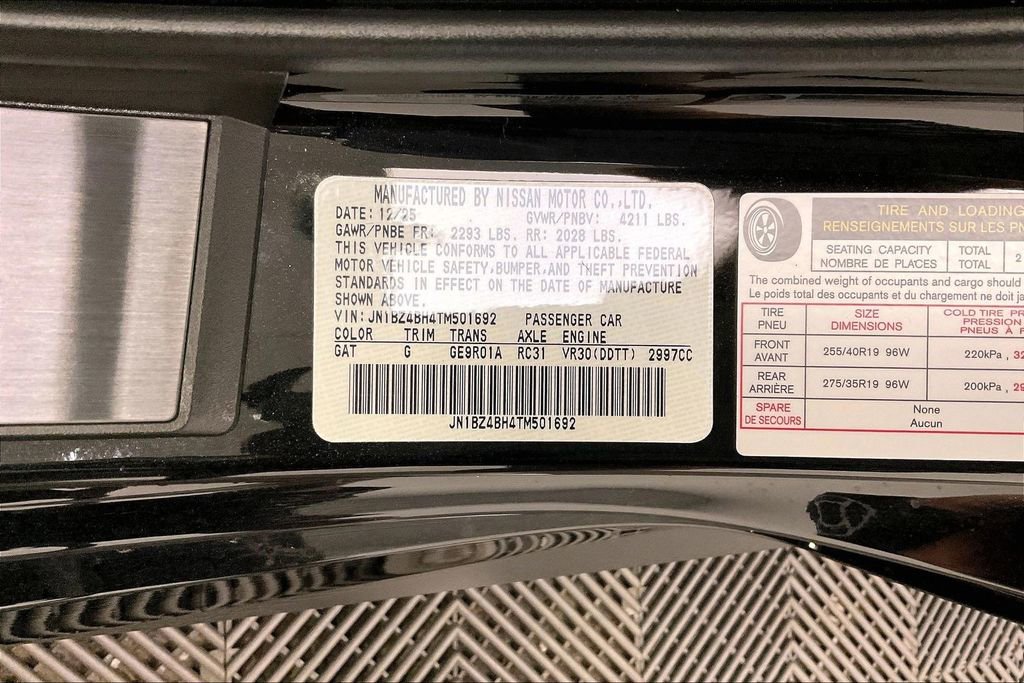 MANUFACTURED BY NISSAN MOTOR CO.,LTD.
DATE: 12/25 GVWR/PNBV: 4211 LBS.
GAWR/PNBE FR: 2293 LBS. RR: 2028 LBS.
THIS VEHICLE CONFORMS TO ALL APPLICABLE FEDERAL
MOTOR VEHICLE SAFETY,BUMPER,AND THEFT PREVENTION
STANDARDS IN EFFECT ON THE DATE OF MANUFACTURE
SHOWN ABOVE.
VIN: JN1BZ4BH4TM501692 PASSENGER CAR
COLOR TRIM TRANS AXLE ENGINE
GAT G GE9R01A RC31 VR30(DDTT) 2997CC
JN1BZ4BH4TM501692
TIRE AND LOADING
RENSEIGNEMENTS SUR LES
SEATING CAPACITY TOTAL 2
NOMBRE DE PLACES TOTAL
The combined weight of occupants and cargo should
Le poids total des occupants et du chargement ne doit
TIRE SIZE COLD TIRE
PNEU DIMENSIONS PRESSION
PNEUS À
FRONT 255/40R19 96W 220kPa , 32
AVANT
REAR 275/35R19 96W 200kPa , 29
ARRIÈRE
SPARE None
DE SECOURS Aucun